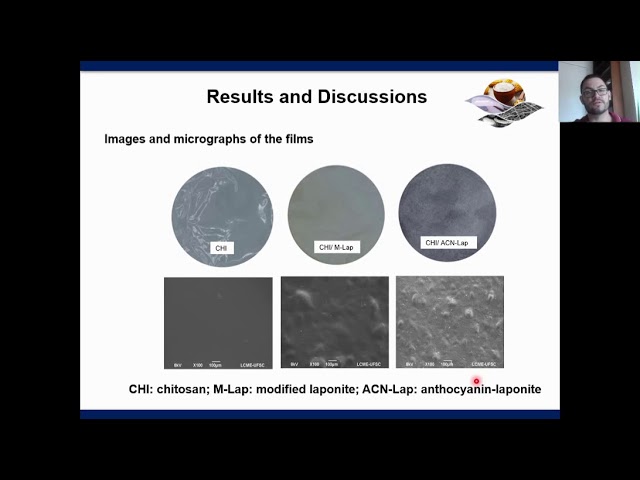 Results and Discussions
Images and micrographs of the films
CHI
CHI/ M-Lap
CHI/ ACN-Lap
8kV X100 100µm LCME-UFSC
8kV X100 100µm LCME-UFSC
8kV X100 100µm LCME-UFSC
CHI: chitosan; M-Lap: modified laponite; ACN-Lap: anthocyanin-laponite